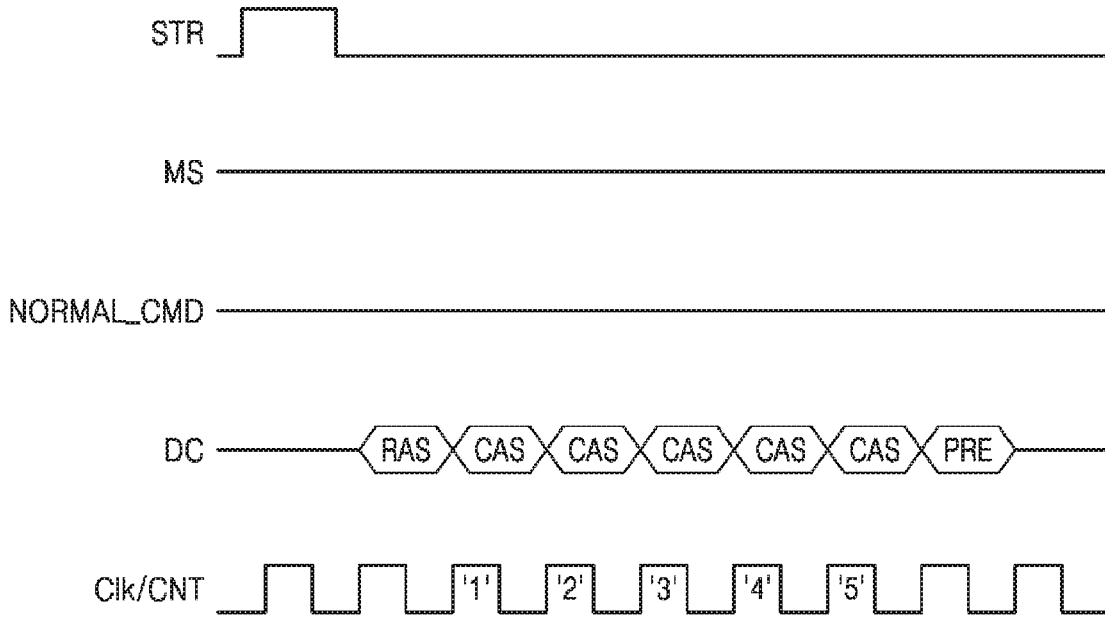 STR
MS
NORMAL_CMD
DC RAS CAS CAS CAS CAS CAS PRE
Clk/CNT '1' '2' '3' '4' '5'